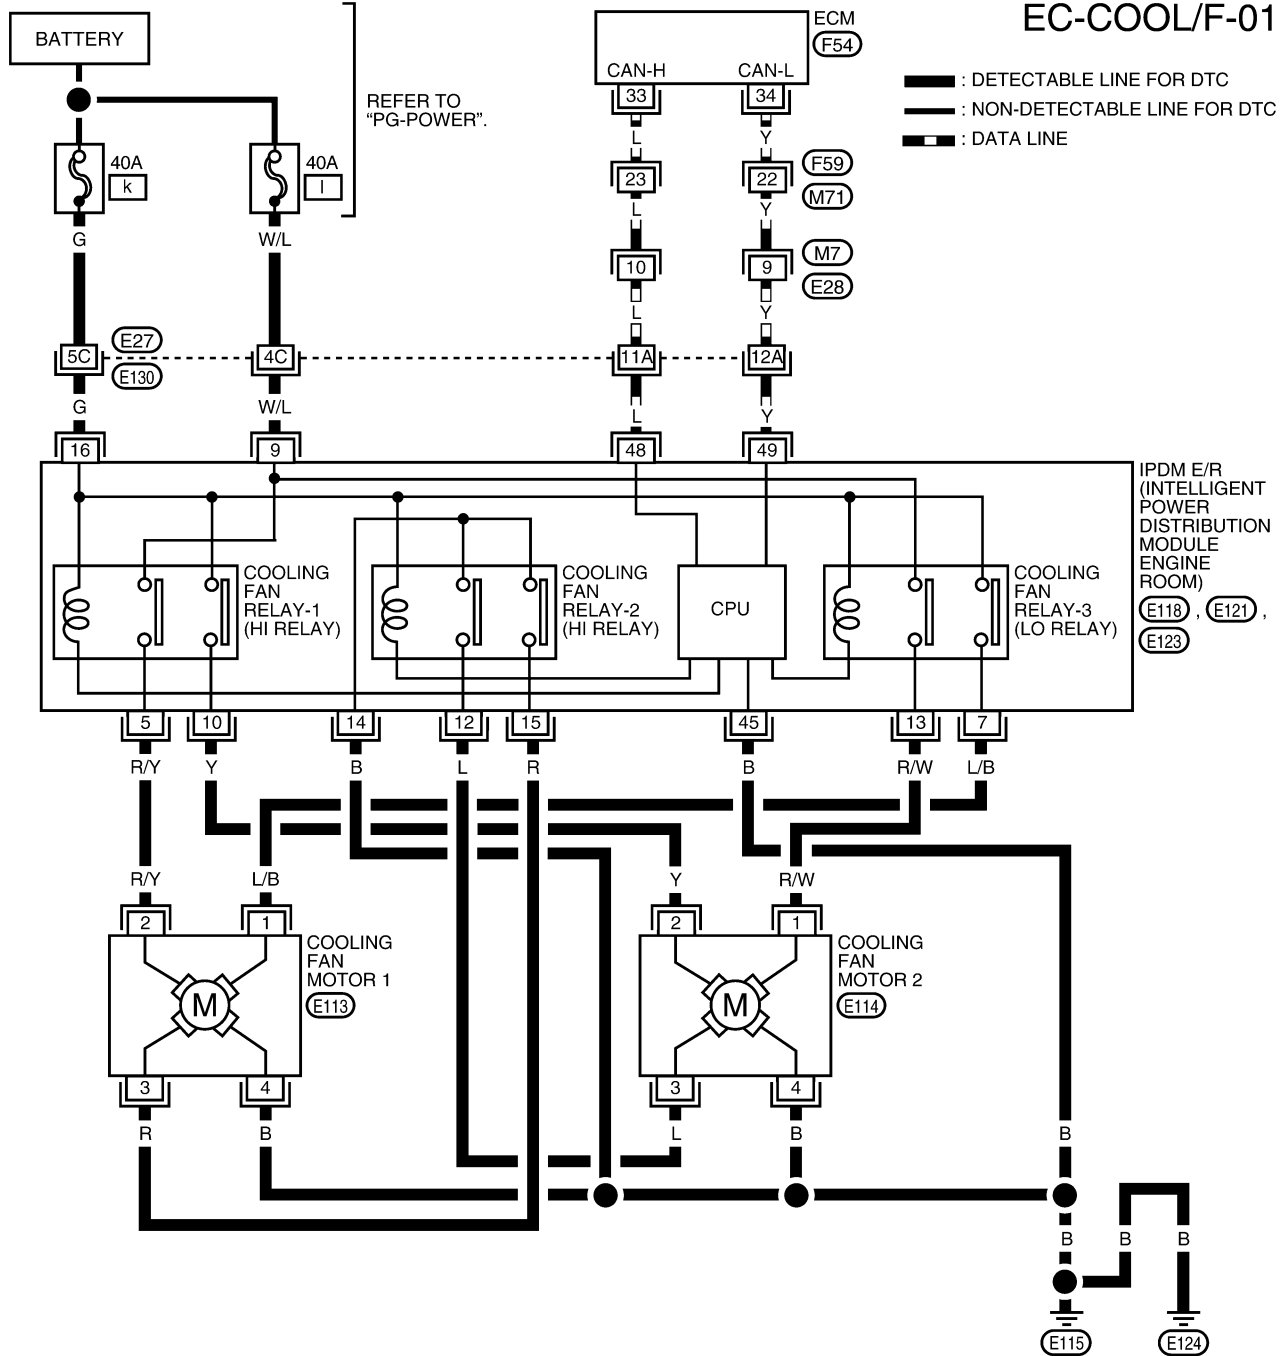 EC-COOL/F-01
BATTERY
ECM
F54
CAN-H
CAN-L
: DETECTABLE LINE FOR DTC
: NON-DETECTABLE LINE FOR DTC
: DATA LINE
REFER TO
“PG-POWER”.
33
34
L
Y
40A
k
40A
l
23
22
F59
M71
L
Y
G
W/L
10
9
M7
E28
L
Y
5C
E27
E130
4C
11A
12A
G
W/L
L
Y
16
9
48
49
IPDM E/R
(INTELLIGENT
POWER
DISTRIBUTION
MODULE
ENGINE
ROOM)
E118 , E121 ,
E123
COOLING
FAN
RELAY-1
(HI RELAY)
COOLING
FAN
RELAY-2
(HI RELAY)
CPU
COOLING
FAN
RELAY-3
(LO RELAY)
5
10
14
12
15
45
13
7
R/Y
Y
B
L
R
B
R/W
L/B
R/Y
L/B
Y
R/W
2
1
2
1
COOLING
FAN
MOTOR 1
E113
M
COOLING
FAN
MOTOR 2
E114
M
3
4
3
4
R
B
L
B
B
B
B
B
E115
E124